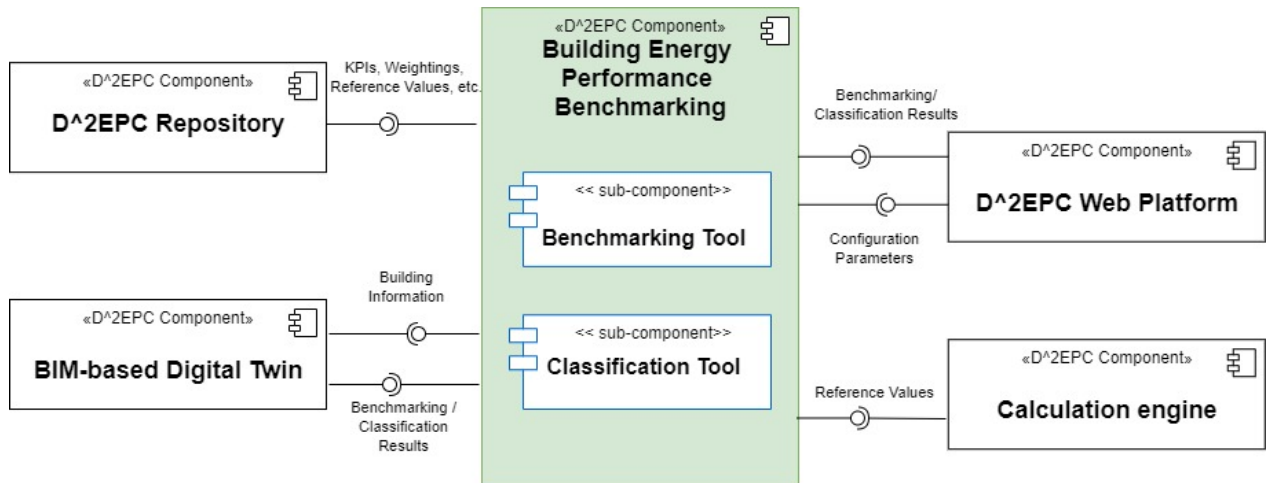 «D^2EPC Component»
D^2EPC Repository
KPIs, Weightings,
Reference Values, etc.
«D^2EPC Component»
BIM-based Digital Twin
Building
Information
Benchmarking /
Classification
Results
«D^2EPC Component»
Building Energy
Performance
Benchmarking
<< sub-component>>
Benchmarking Tool
<< sub-component>>
Classification Tool
Benchmarking/
Classification Results
Configuration
Parameters
«D^2EPC Component»
D^2EPC Web Platform
Reference Values
«D^2EPC Component»
Calculation engine